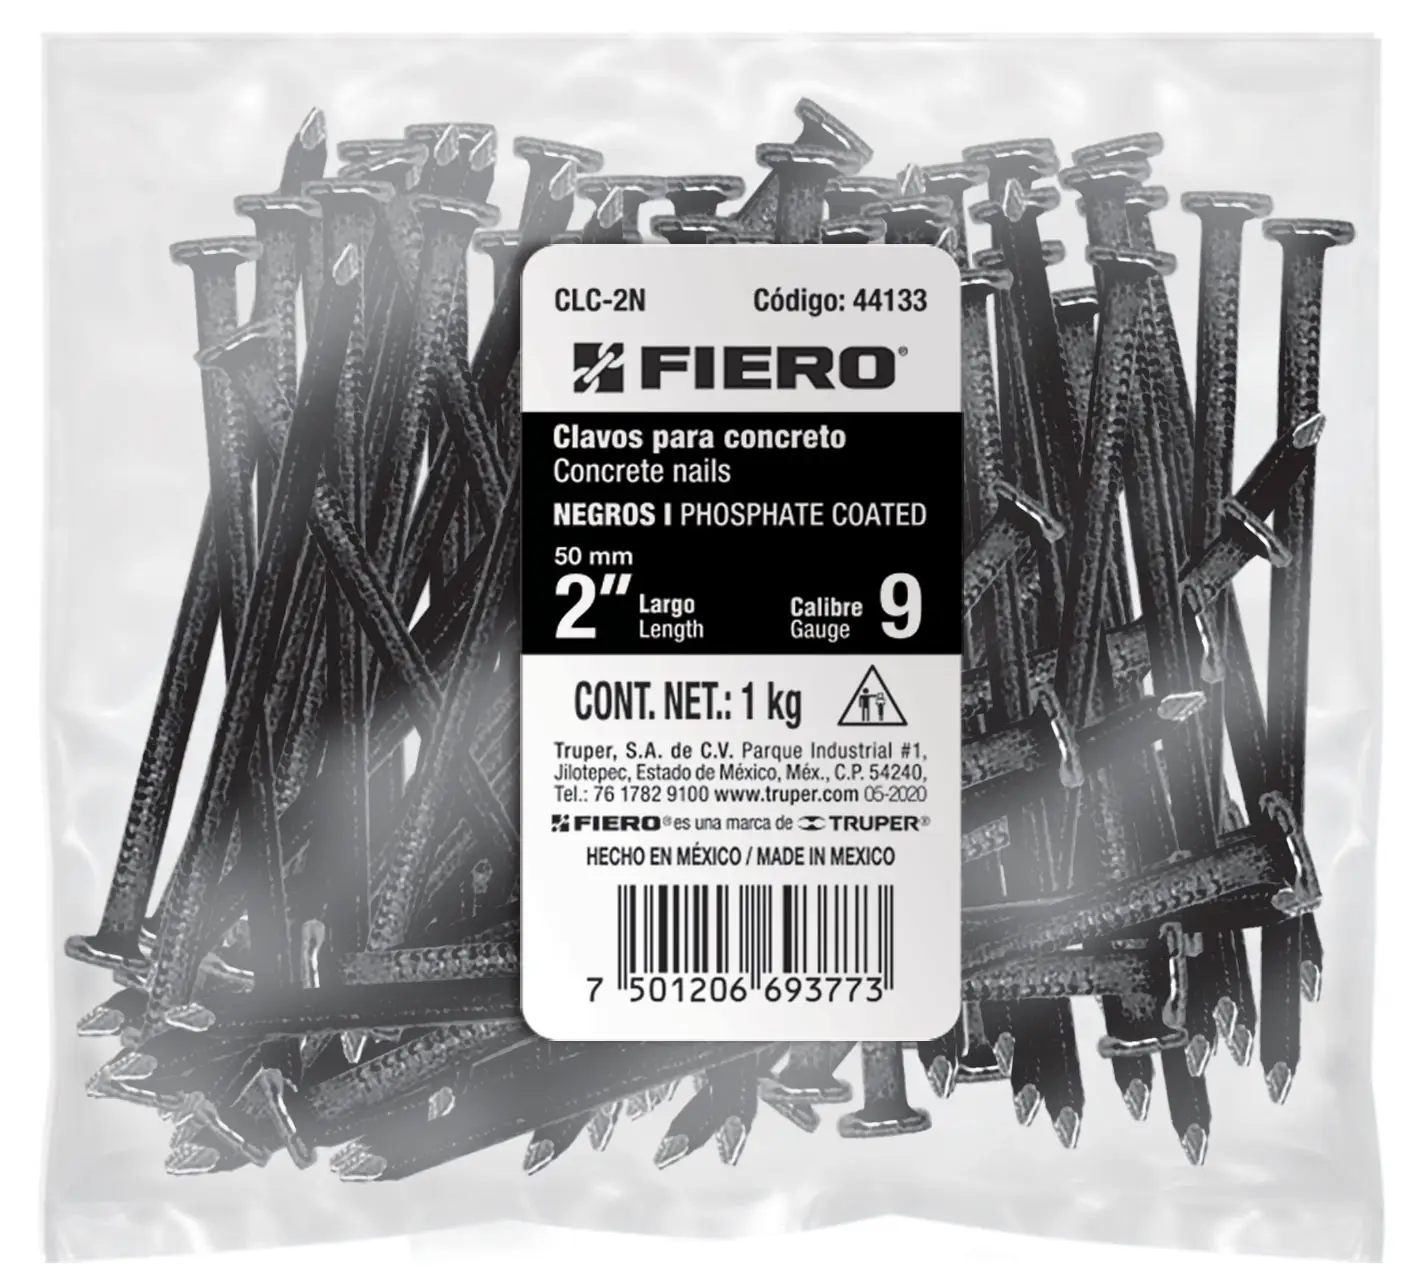 CLC-2N Código: 44133
FIERO®
Clavos para concreto
Concrete nails
NEGROS | PHOSPHATE COATED
50 mm
2" Largo Length Calibre Gauge 9
CONT. NET.: 1 kg
Truper, S.A. de C.V. Parque Industrial #1,
Jilotepec, Estado de México, Méx., C.P. 54240,
Tel.: 76 1782 9100 www.truper.com 05-2020
FIERO® es una marca de TRUPER®
HECHO EN MÉXICO / MADE IN MEXICO
7 501206 693773